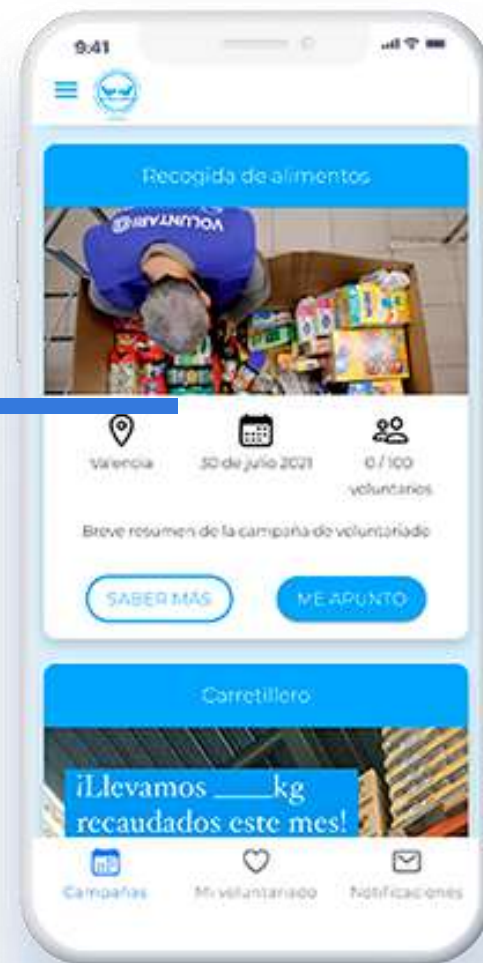 9:41
Recogida de alimentos
VOLUNTARI@
Valencia
30 de julio 2021
0 / 100
voluntarios
Breve resumen de la campaña de voluntariado
SABER MÁS
ME APUNTO
Carretillero
¡Llevamos ____kg
recaudados este mes!
Campañas
Mi voluntariado
Notificaciones